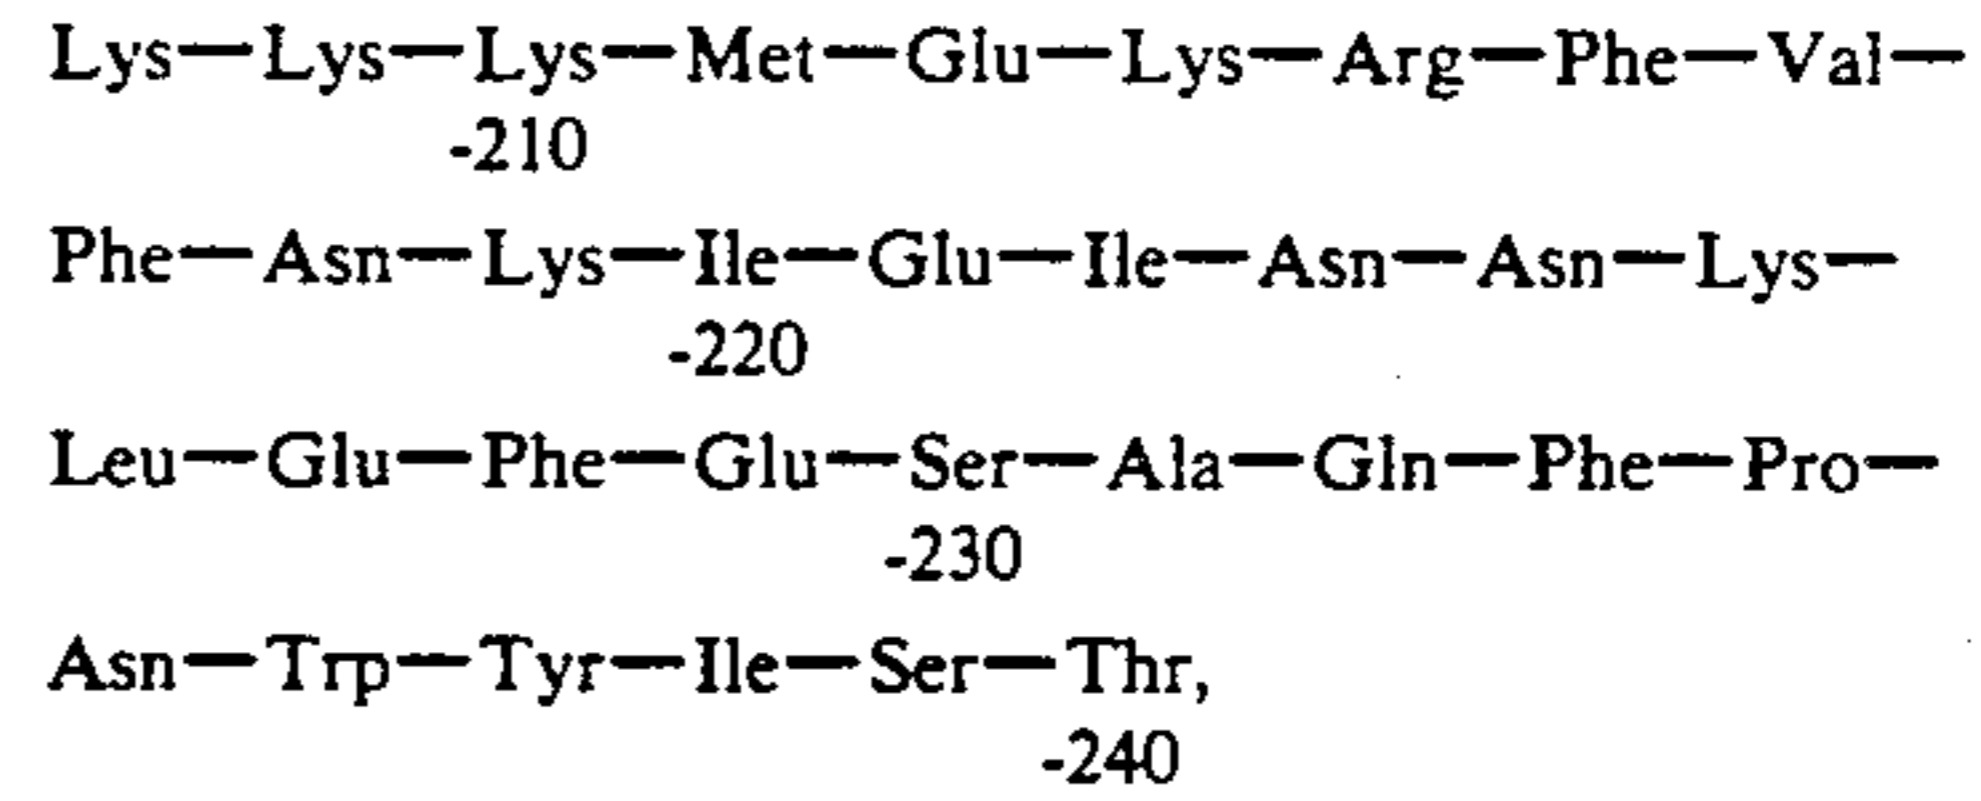 Lys—Lys—Lys—Met—Glu—Lys—Arg—Phe—Val—
-210
Phe—Asn—Lys—Ile—Glu—Ile—Asn—Asn—Lys—
-220
Leu—Glu—Phe—Glu—Ser—Ala—Gln—Phe—Pro—
-230
Asn—Trp—Tyr—Ile—Ser—Thr,
-240